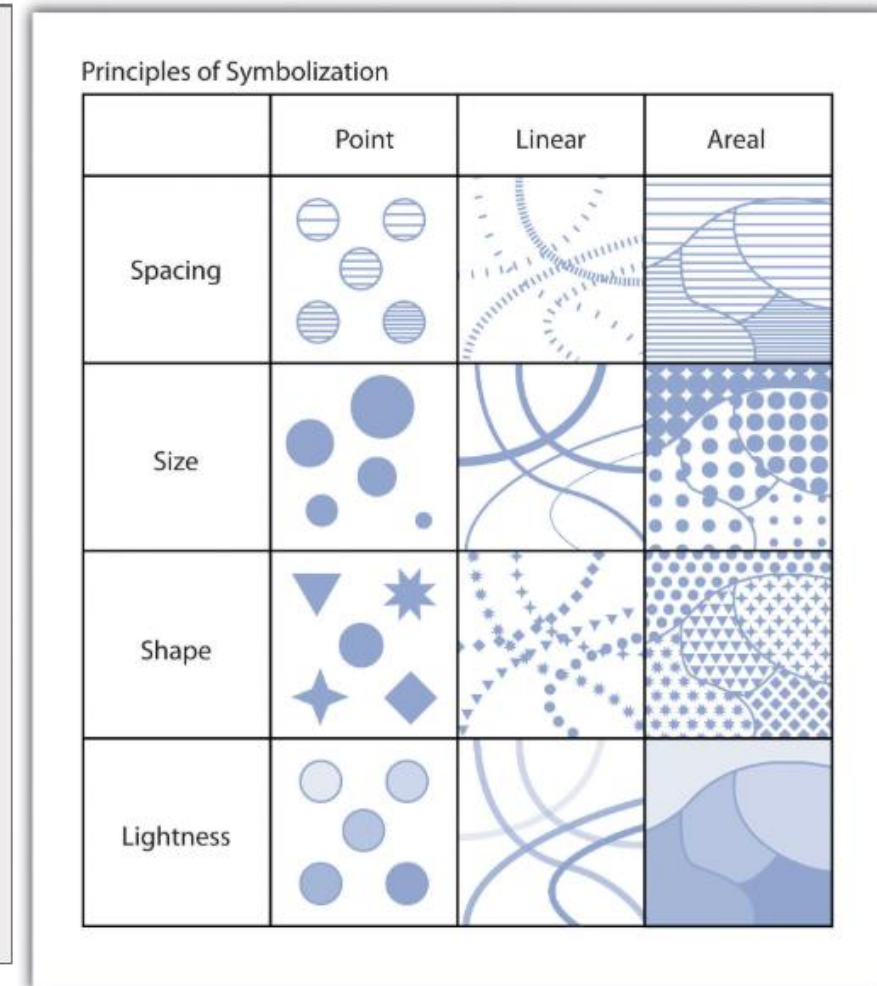 Principles of Symbolization
Point Linear Areal
Spacing
Size
Shape
Lightness